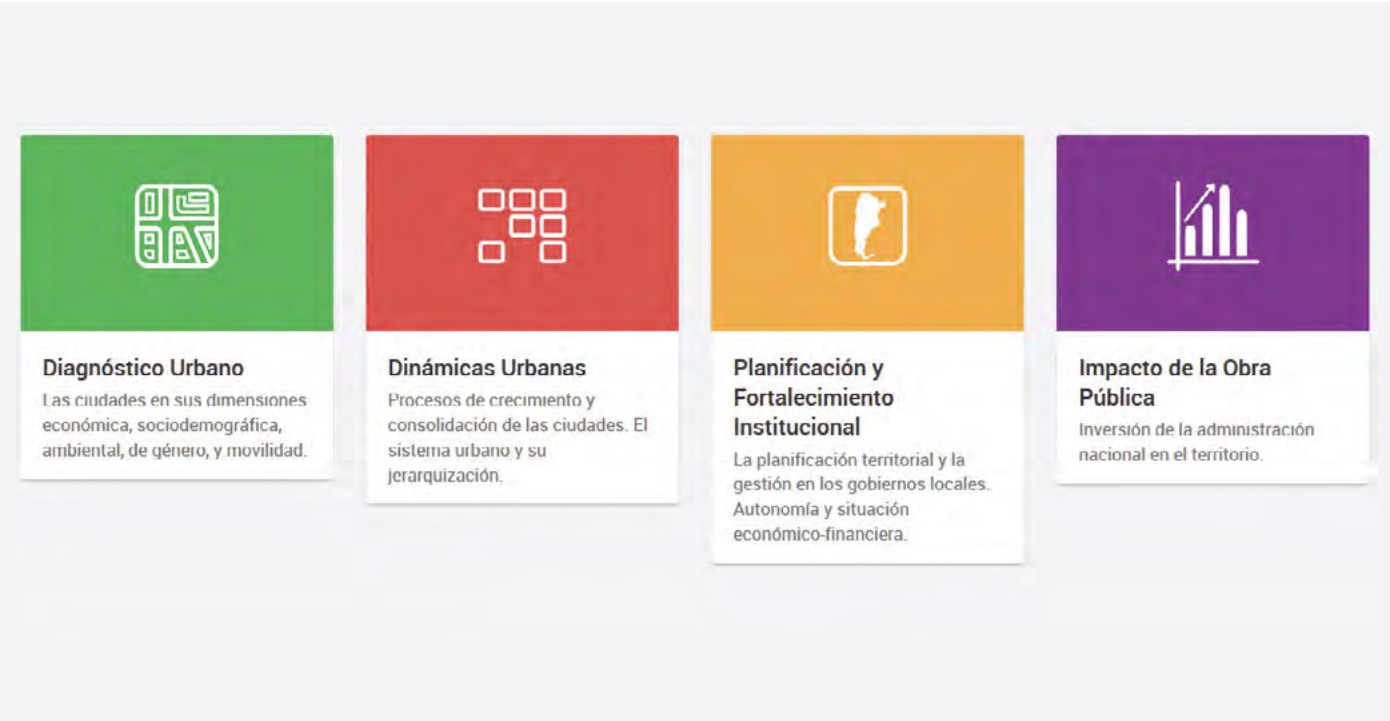 Diagnóstico Urbano
Las ciudades en sus dimensiones
económica, sociodemográfica,
ambiental, de género, y movilidad.
Dinámicas Urbanas
Procesos de crecimiento y
consolidación de las ciudades. El
sistema urbano y su
jerarquización.
Planificación y
Fortalecimiento
Institucional
La planificación territorial y la
gestión en los gobiernos locales.
Autonomía y situación
económico-financiera.
Impacto de la Obra
Pública
Inversión de la administración
nacional en el territorio.